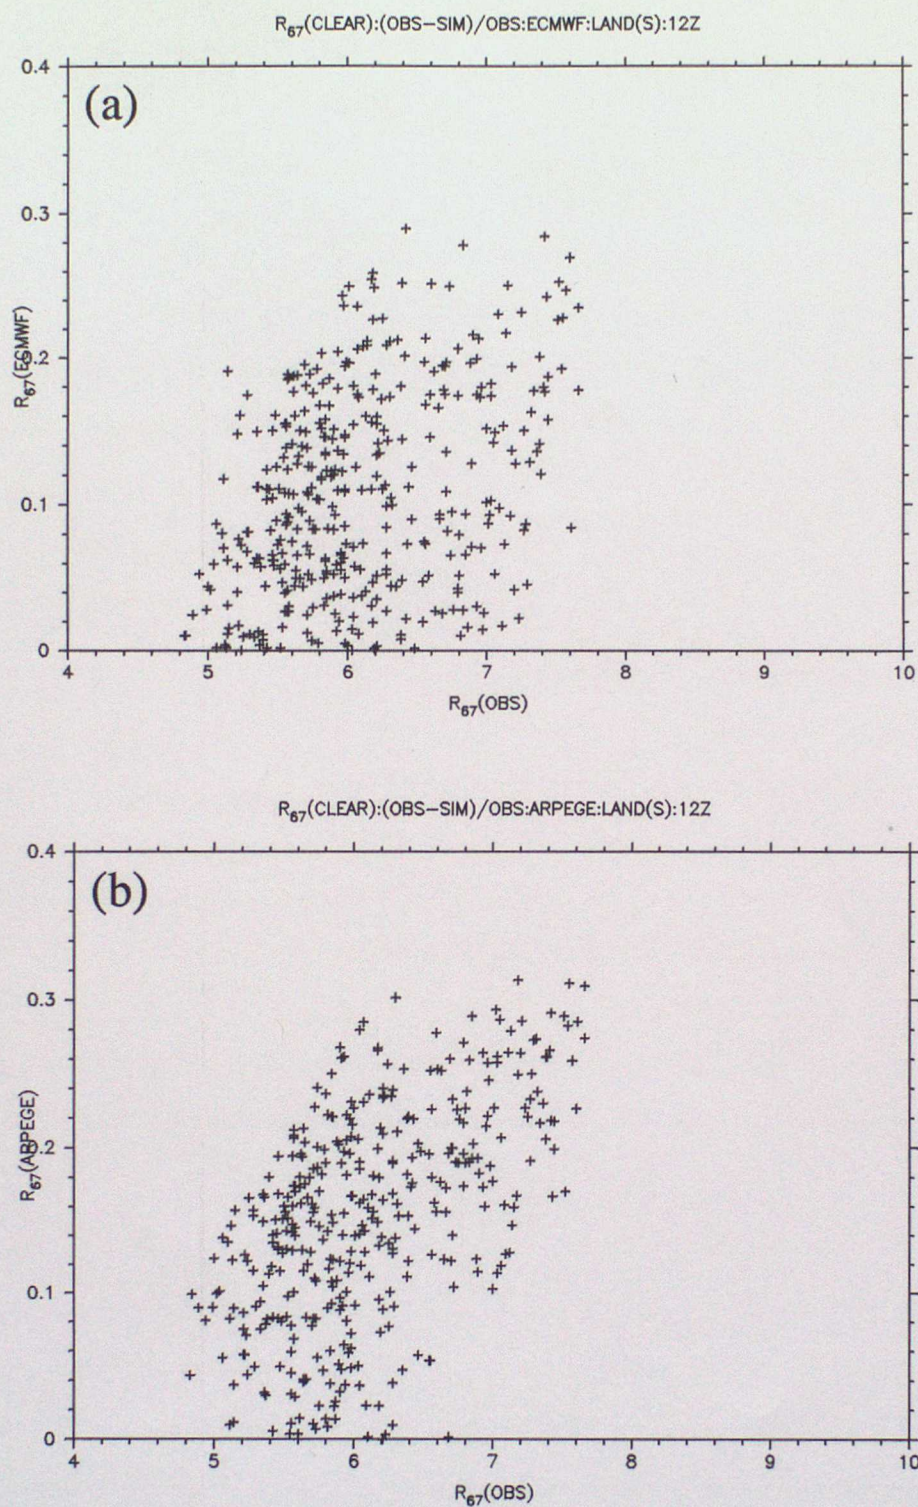 R67(CLEAR):(OBS−SIM)/OBS:ECMWF:LAND(S):12Z
(a)
0.4
0.3
0.2
0.1
0
R67(ECMWF)
4 5 6 7 8 9 10
R67(OBS)
R67(CLEAR):(OBS−SIM)/OBS:ARPEGE:LAND(S):12Z
(b)
0.4
0.3
0.2
0.1
0
R67(ARPEGE)
4 5 6 7 8 9 10
R67(OBS)